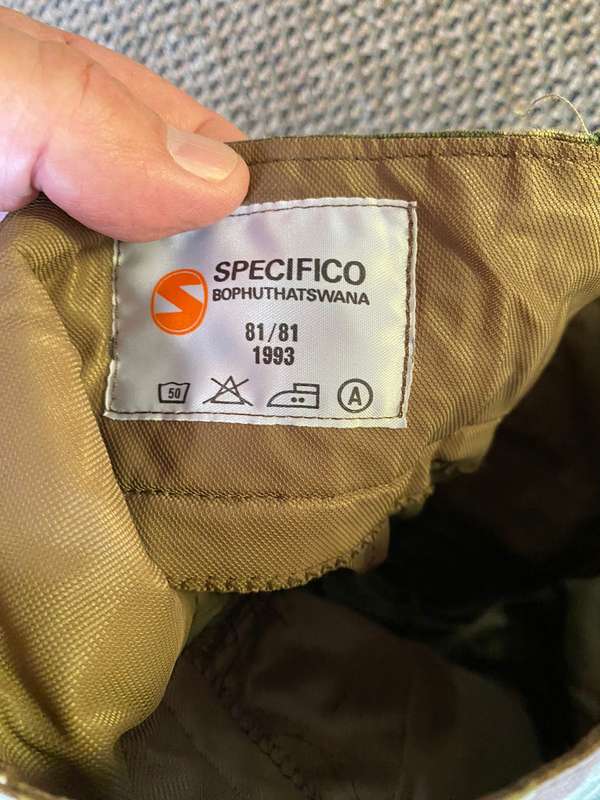 SPECIFICO
BOPHUTHATSWANA
81/81
1993
50 A